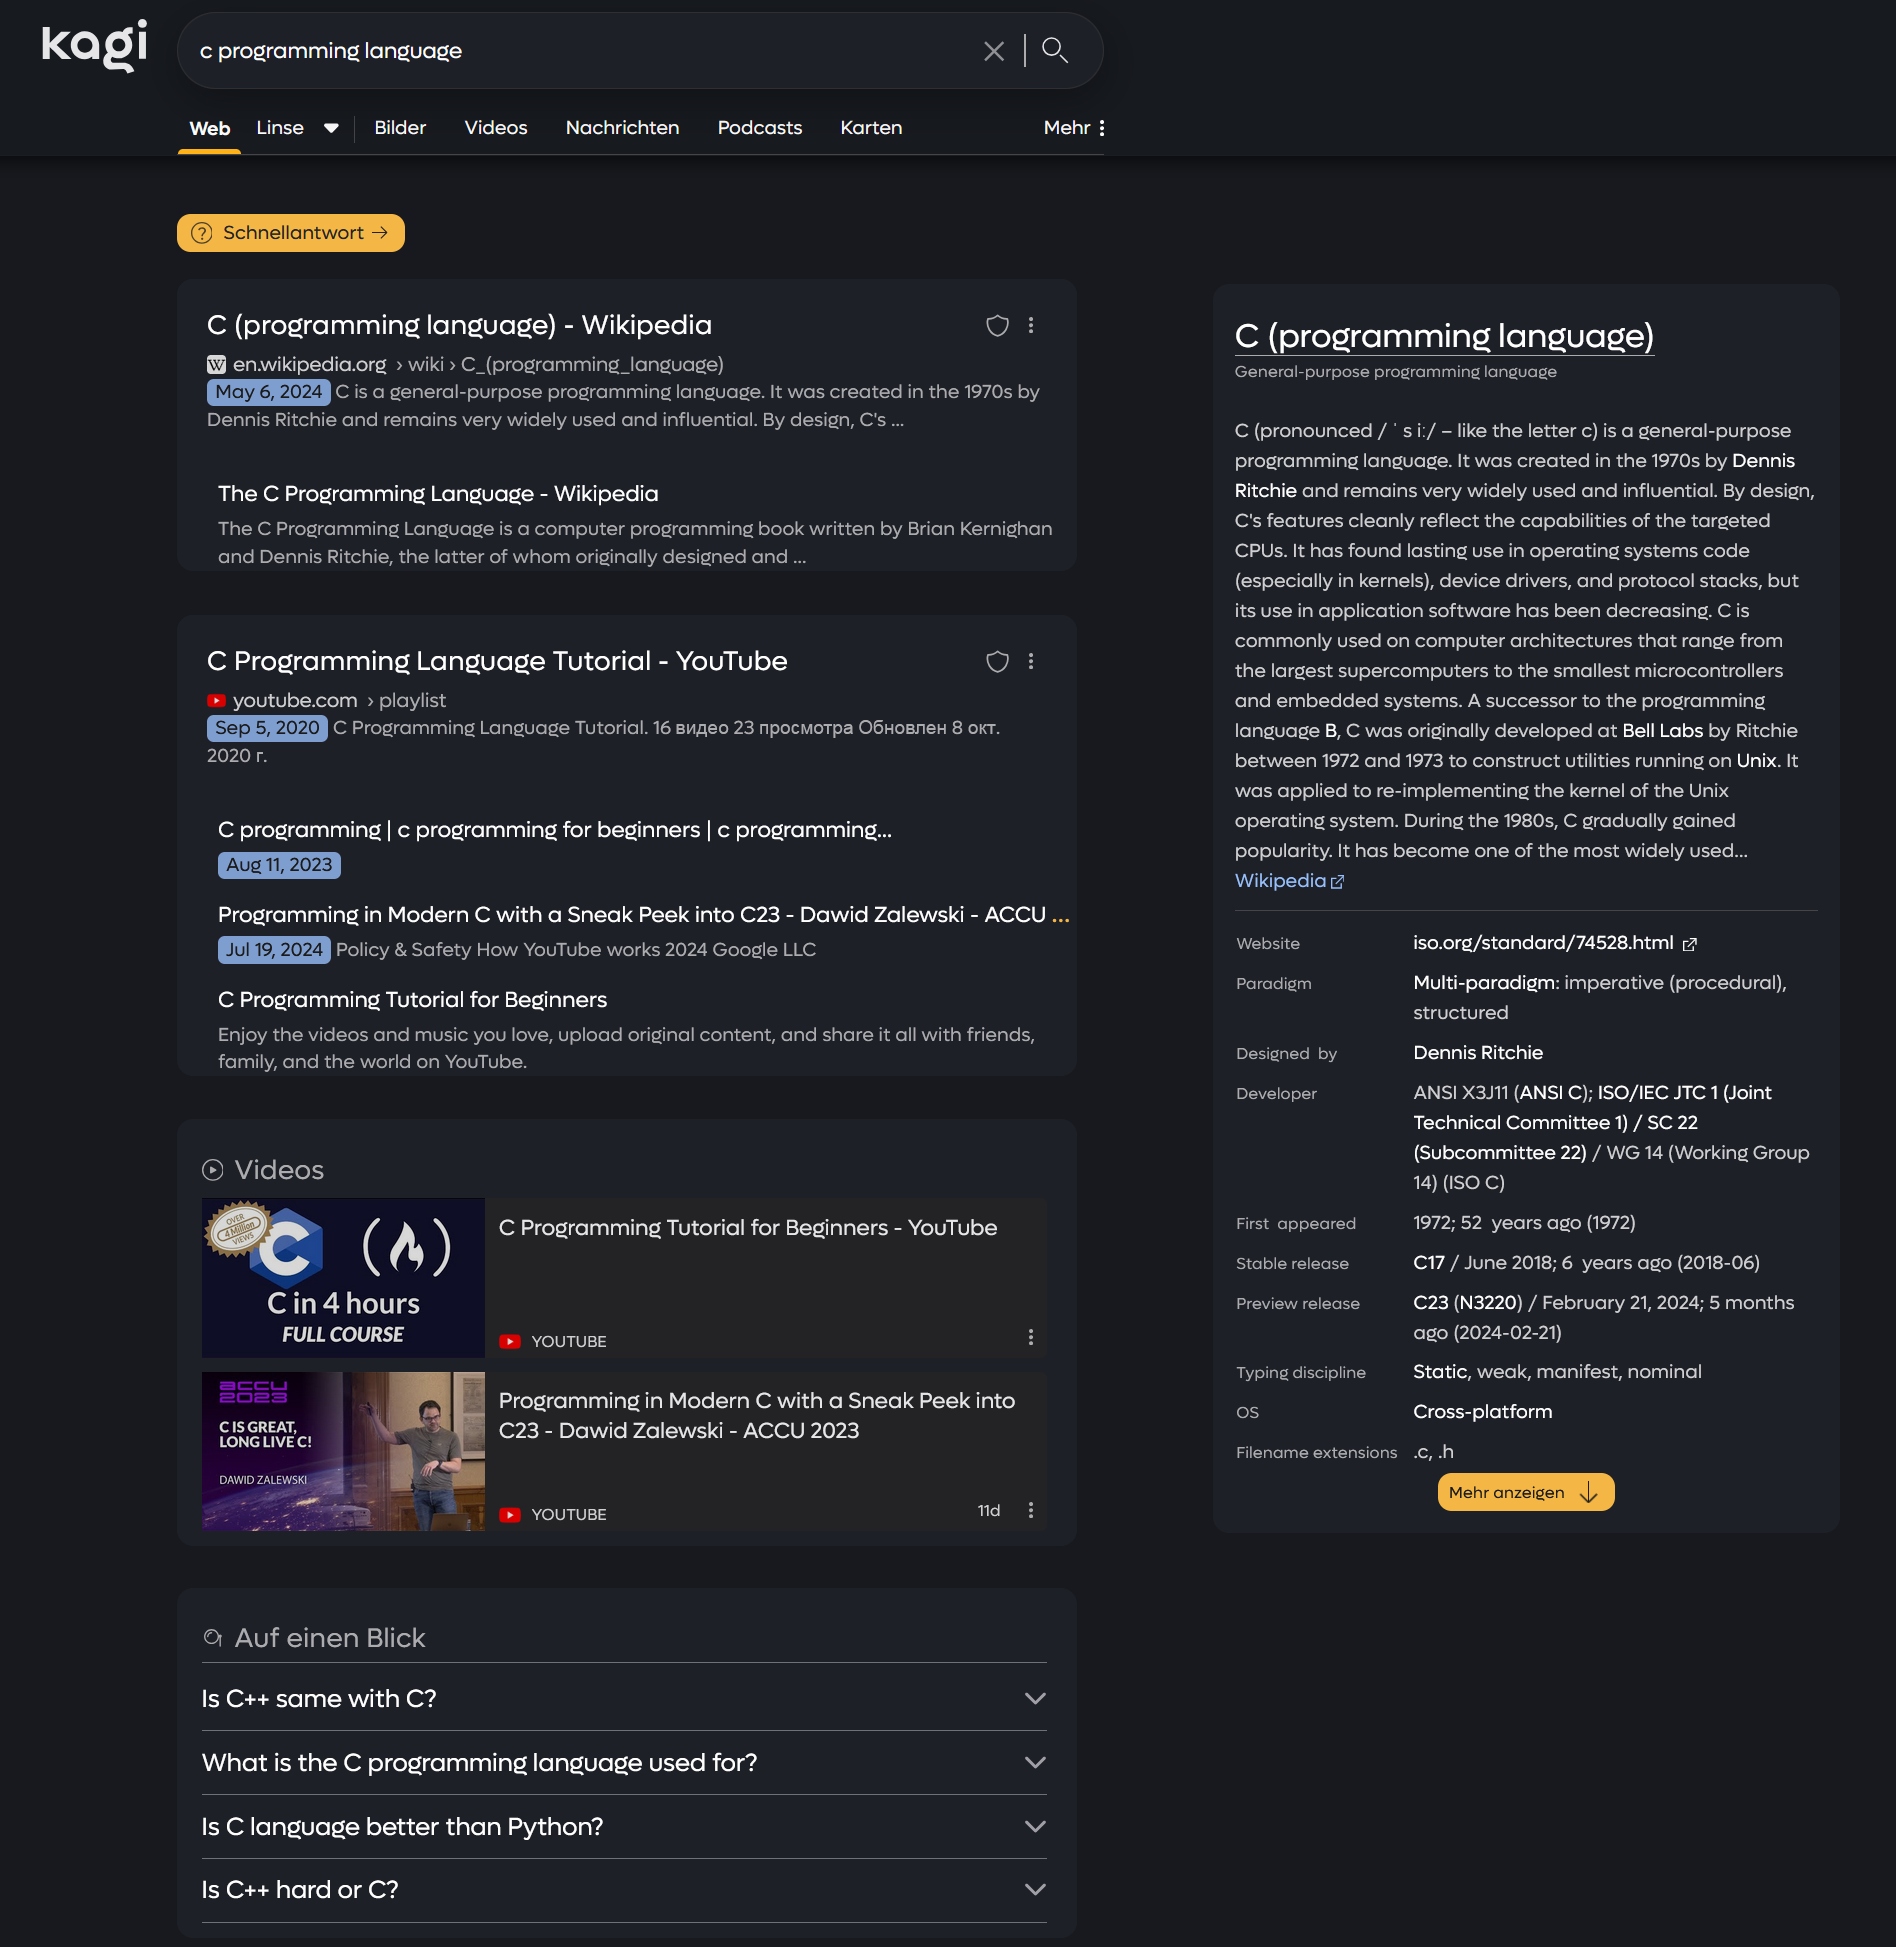 kagi
c programming language
Web
Linse
Bilder
Videos
Nachrichten
Podcasts
Karten
Mehr
Schnellantwort →
C (programming language) - Wikipedia
W en.wikipedia.org › wiki › C_(programming_language)
May 6, 2024 C is a general-purpose programming language. It was created in the 1970s by
Dennis Ritchie and remains very widely used and influential. By design, C's ...
The C Programming Language - Wikipedia
The C Programming Language is a computer programming book written by Brian Kernighan
and Dennis Ritchie, the latter of whom originally designed and ...
C Programming Language Tutorial - YouTube
youtube.com › playlist
Sep 5, 2020 C Programming Language Tutorial. 16 видео 23 просмотра Обновлен 8 окт.
2020 г.
C programming | c programming for beginners | c programming...
Aug 11, 2023
Programming in Modern C with a Sneak Peek into C23 - Dawid Zalewski - ACCU ...
Jul 19, 2024 Policy & Safety How YouTube works 2024 Google LLC
C Programming Tutorial for Beginners
Enjoy the videos and music you love, upload original content, and share it all with friends,
family, and the world on YouTube.
Videos
OVER
4 Million
VIEWS
C
C in 4 hours
FULL COURSE
C Programming Tutorial for Beginners - YouTube
YOUTUBE
ACCU
2023
C IS GREAT,
LONG LIVE C!
DAWID ZALEWSKI
Programming in Modern C with a Sneak Peek into
C23 - Dawid Zalewski - ACCU 2023
YOUTUBE
11d
Auf einen Blick
Is C++ same with C?
What is the C programming language used for?
Is C language better than Python?
Is C++ hard or C?
C (programming language)
General-purpose programming language
C (pronounced / ˈ s iː/ – like the letter c) is a general-purpose
programming language. It was created in the 1970s by Dennis
Ritchie and remains very widely used and influential. By design,
C's features cleanly reflect the capabilities of the targeted
CPUs. It has found lasting use in operating systems code
(especially in kernels), device drivers, and protocol stacks, but
its use in application software has been decreasing. C is
commonly used on computer architectures that range from
the largest supercomputers to the smallest microcontrollers
and embedded systems. A successor to the programming
language B, C was originally developed at Bell Labs by Ritchie
between 1972 and 1973 to construct utilities running on Unix. It
was applied to re-implementing the kernel of the Unix
operating system. During the 1980s, C gradually gained
popularity. It has become one of the most widely used...
Wikipedia
Website iso.org/standard/74528.html
Paradigm Multi-paradigm: imperative (procedural),
structured
Designed by Dennis Ritchie
Developer ANSI X3J11 (ANSI C); ISO/IEC JTC 1 (Joint
Technical Committee 1) / SC 22
(Subcommittee 22) / WG 14 (Working Group
14) (ISO C)
First appeared 1972; 52 years ago (1972)
Stable release C17 / June 2018; 6 years ago (2018-06)
Preview release C23 (N3220) / February 21, 2024; 5 months
ago (2024-02-21)
Typing discipline Static, weak, manifest, nominal
OS Cross-platform
Filename extensions .c, .h
Mehr anzeigen